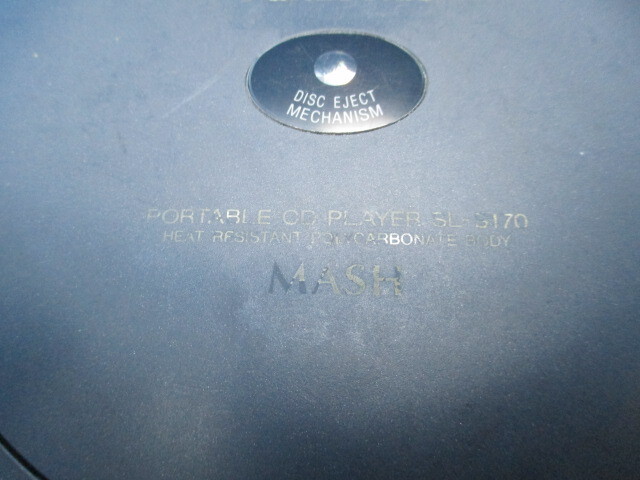 DISC EJECT
MECHANISM
PORTABLE CD PLAYER SL-S170
HEAT RESISTANT POLYCARBONATE BODY
MASH